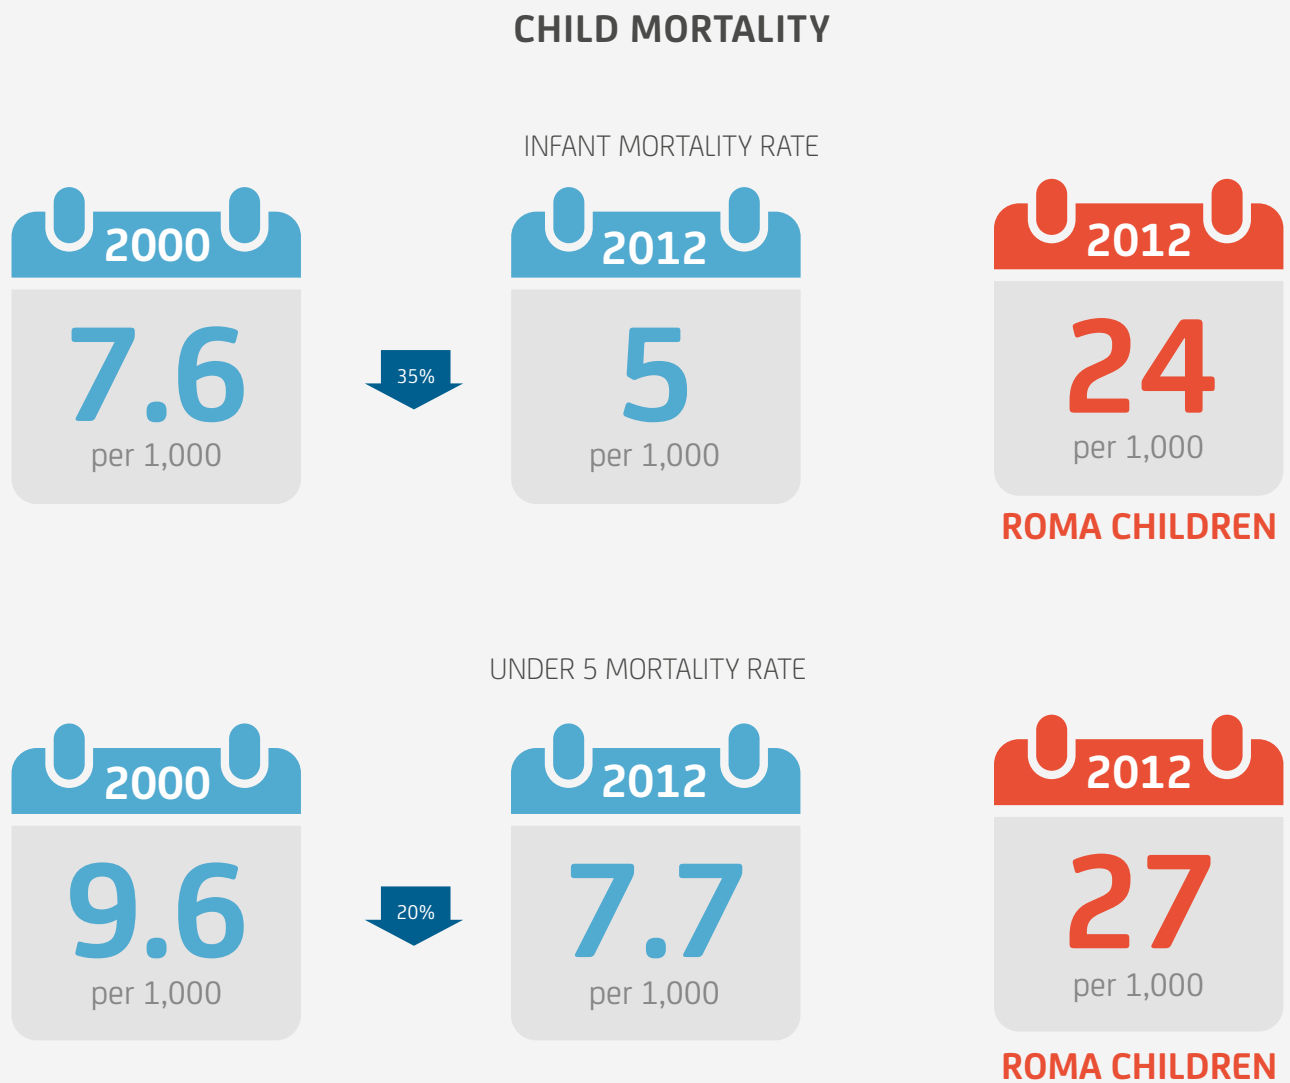 CHILD MORTALITY
INFANT MORTALITY RATE
2000
7.6
per 1,000
35%
2012
5
per 1,000
2012
24
per 1,000
ROMA CHILDREN
UNDER 5 MORTALITY RATE
2000
9.6
per 1,000
20%
2012
7.7
per 1,000
2012
27
per 1,000
ROMA CHILDREN